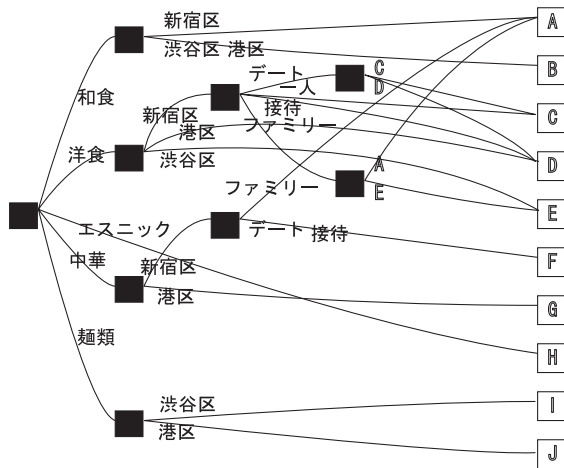 新宿区
渋谷区 港区
和食
デート
一人
接待
ファミリー
C
D
新宿区
港区
渋谷区
洋食
ファミリー
A
E
エスニック
デート 接待
中華
新宿区
港区
麺類
渋谷区
港区
A
B
C
D
E
F
G
H
I
J